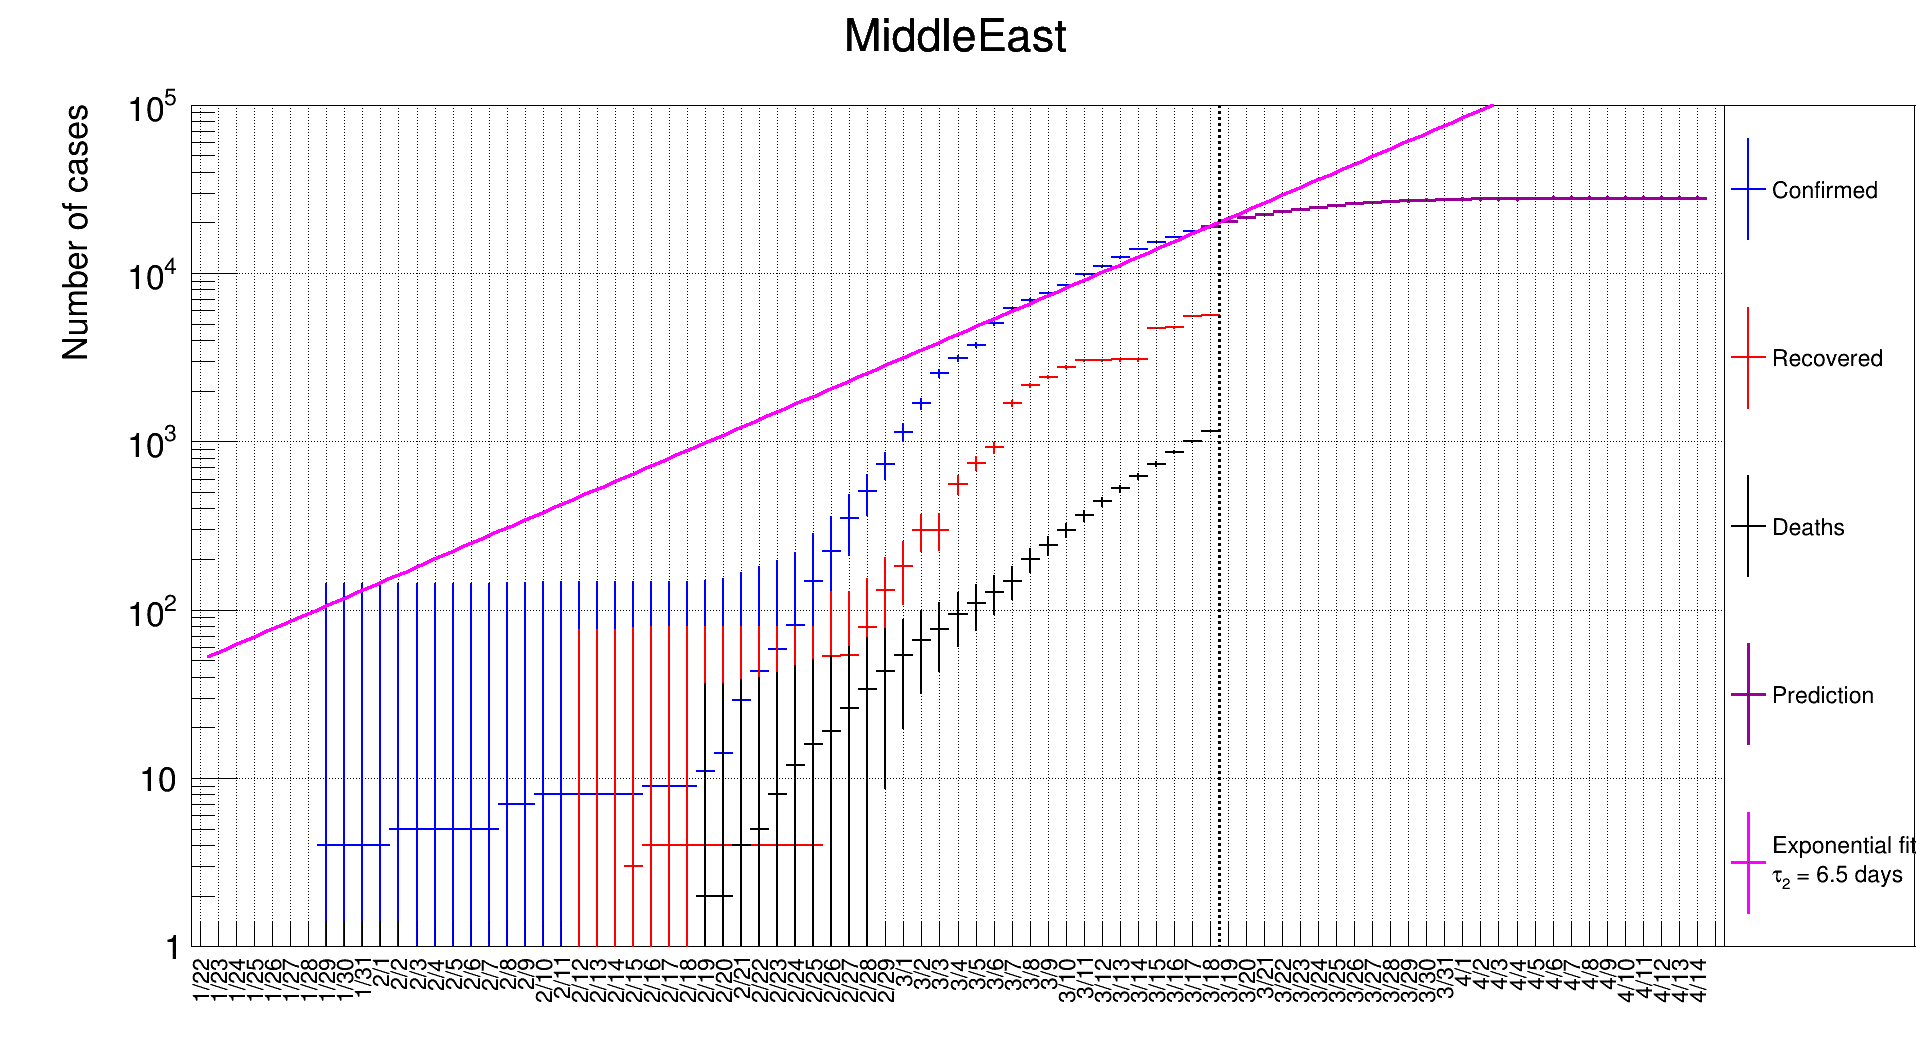 MiddleEast
Number of cases
10^5
10^4
10^3
10^2
10
1
1/22 1/23 1/24 1/25 1/26 1/27 1/28 1/29 1/30 1/31 2/1 2/2 2/3 2/4 2/5 2/6 2/7 2/8 2/9 2/10 2/11 2/12 2/13 2/14 2/15 2/16 2/17 2/18 2/19 2/20 2/21 2/22 2/23 2/24 2/25 2/26 2/27 2/28 2/29 3/1 3/2 3/3 3/4 3/5 3/6 3/7 3/8 3/9 3/10 3/11 3/12 3/13 3/14 3/15 3/16 3/17 3/18 3/19 3/20 3/21 3/22 3/23 3/24 3/25 3/26 3/27 3/28 3/29 3/30 3/31 4/1 4/2 4/3 4/4 4/5 4/6 4/7 4/8 4/9 4/10 4/11 4/12 4/13 4/14
Confirmed
Recovered
Deaths
Prediction
Exponential fit
τ₂ = 6.5 days